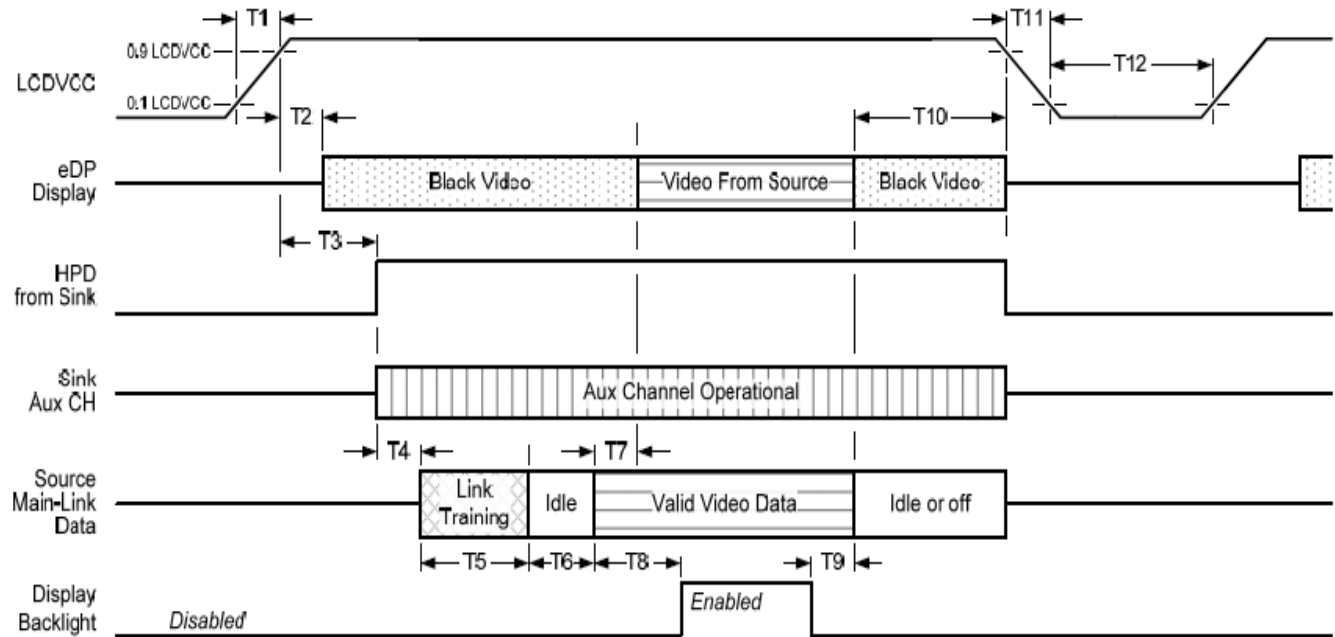 T1
T11
0.9 LCDVCC
LCDVCC
T12
0.1 LCDVCC
T2
T10
eDP
Display
Black Video
Video From Source
Black Video
T3
HPD
from Sink
Sink
Aux CH
Aux Channel Operational
T4
T7
Source
Main-Link
Data
Link
Training
Idle
Valid Video Data
Idle or off
T5
T6
T8
T9
Display
Backlight
Disabled
Enabled